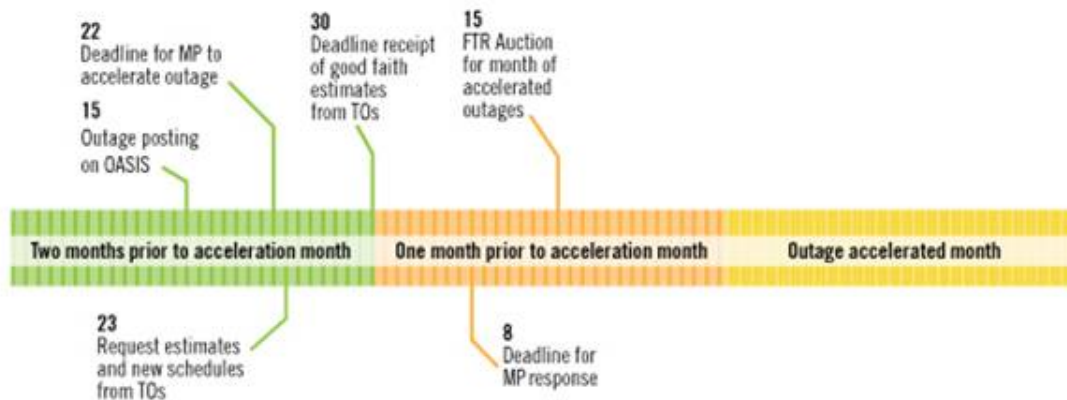 22
Deadline for MP to
accelerate outage
15
Outage posting
on OASIS
30
Deadline receipt
of good faith
estimates
from TOs
15
FTR Auction
for month of
accelerated
outages
Two months prior to acceleration month
One month prior to acceleration month
Outage accelerated month
23
Request estimates
and new schedules
from TOs
8
Deadline for
MP response